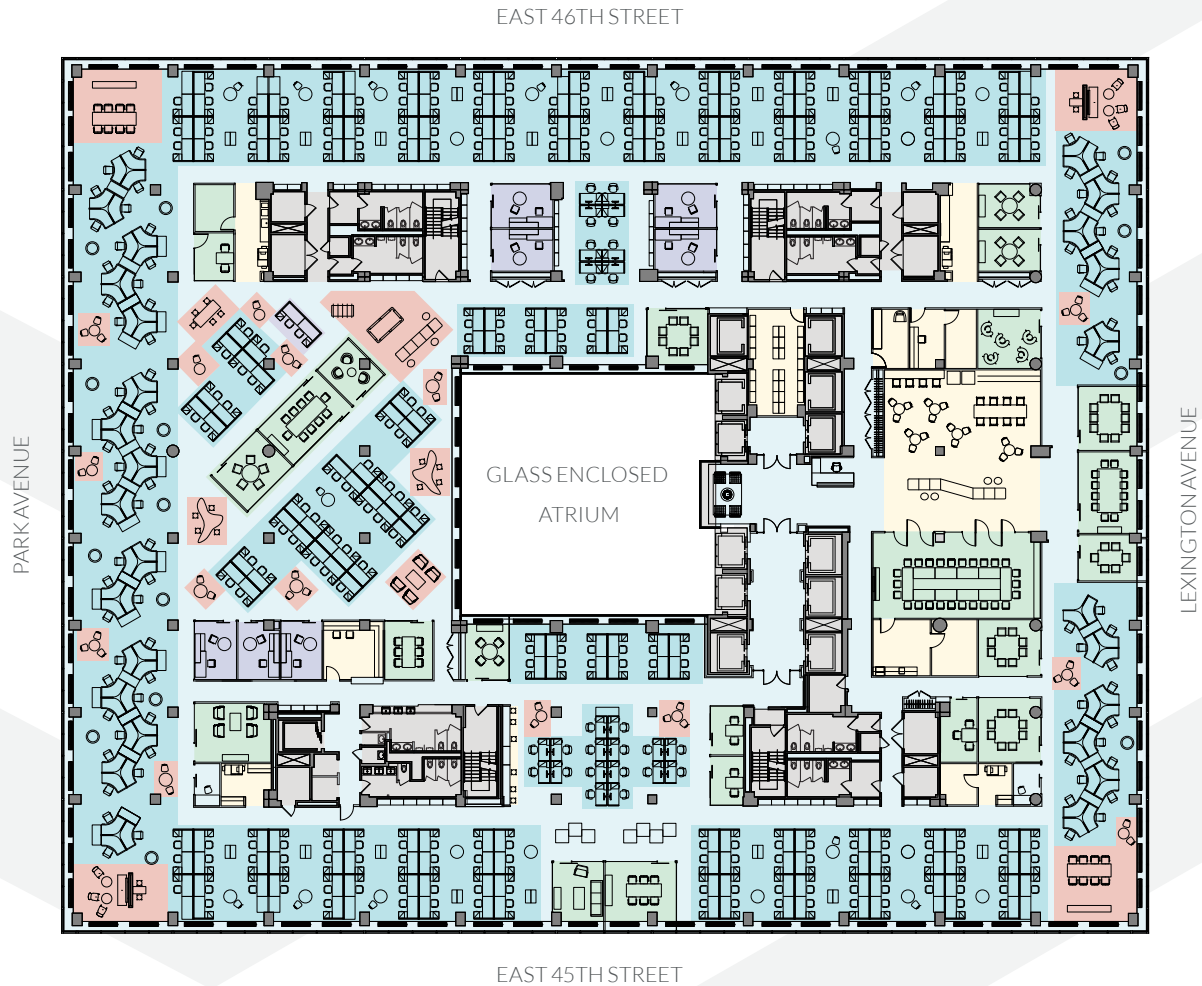 EAST 46TH STREET
PARK AVENUE
GLASS ENCLOSED
ATRIUM
LEXINGTON AVENUE
EAST 45TH STREET